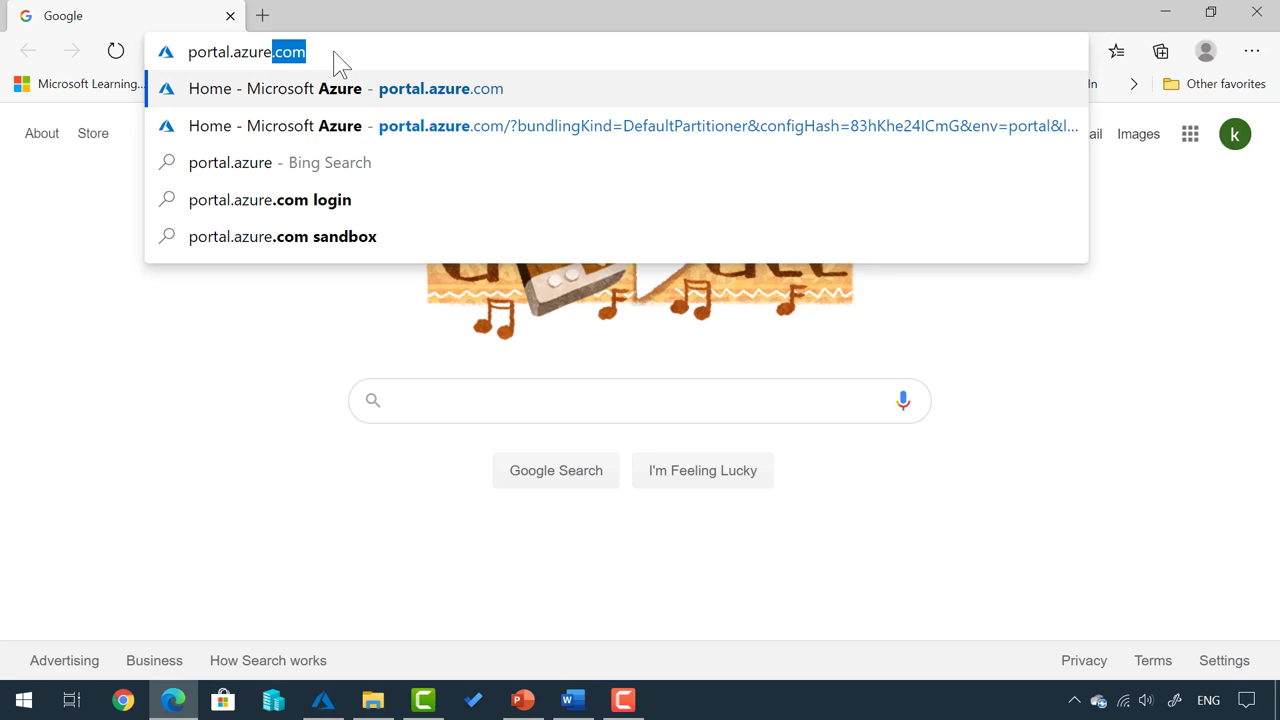 Google
portal.azure.com
Microsoft Learning...
In
Other favorites
Home - Microsoft Azure - portal.azure.com
Home - Microsoft Azure - portal.azure.com/?bundlingKind=DefaultPartitioner&configHash=83hKhe24ICmG&env=portal&l...
portal.azure - Bing Search
portal.azure.com login
portal.azure.com sandbox
About
Store
ail
Images
k
Google Search
I'm Feeling Lucky
Advertising
Business
How Search works
Privacy
Terms
Settings
ENG